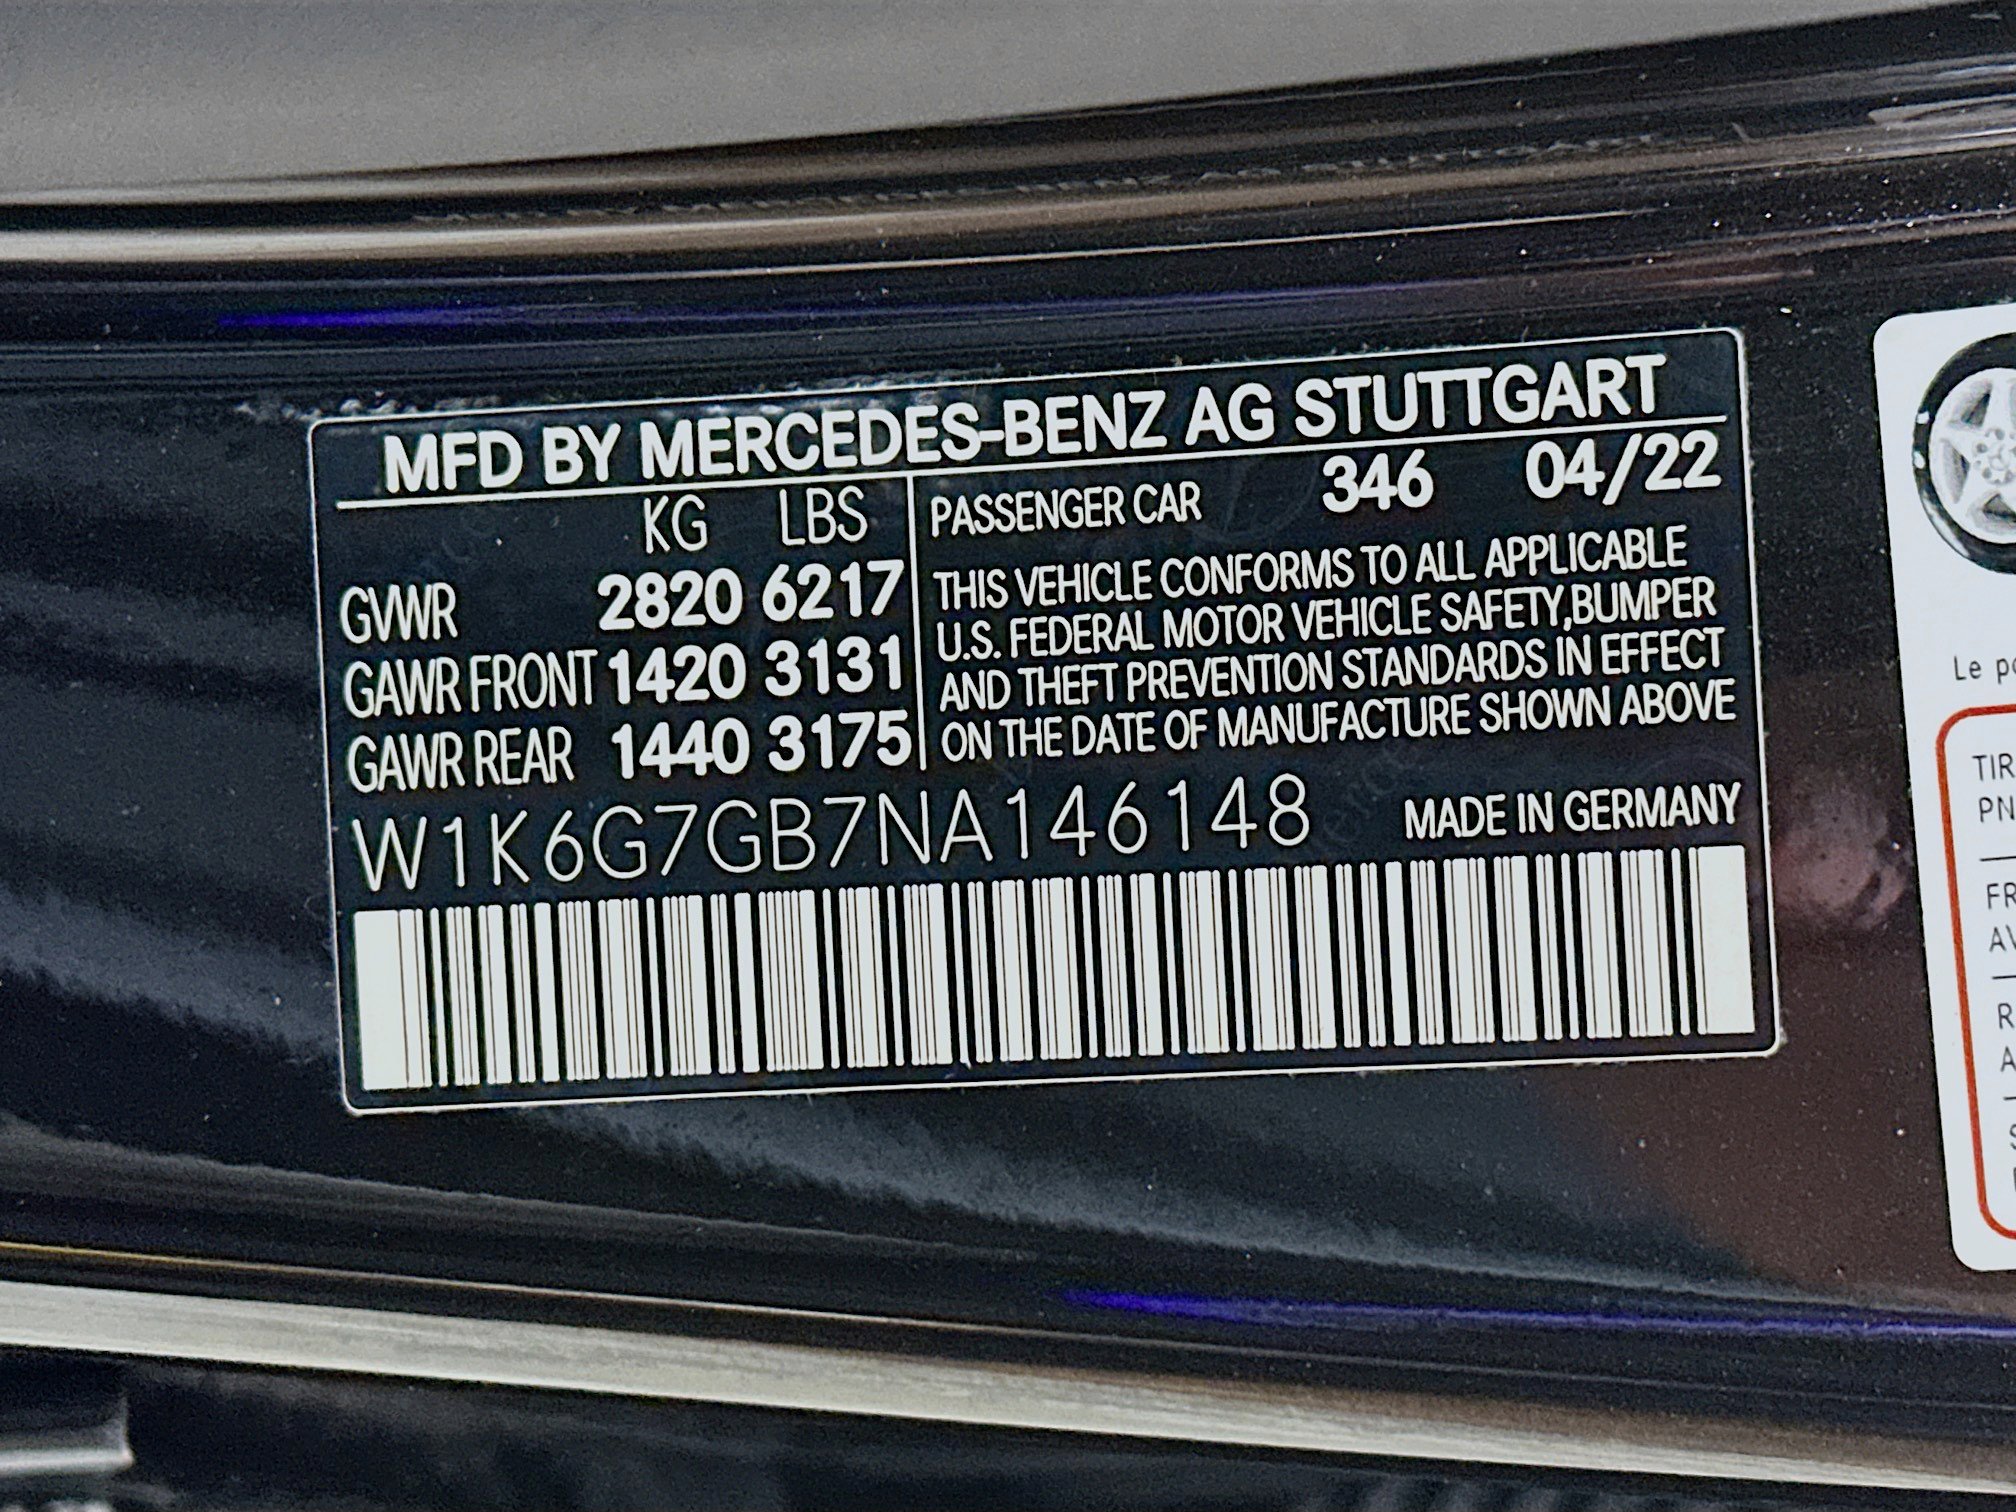 MFD BY MERCEDES-BENZ AG STUTTGART
KG LBS
GVWR 2820 6217
GAWR FRONT 1420 3131
GAWR REAR 1440 3175
PASSENGER CAR 346 04/22
THIS VEHICLE CONFORMS TO ALL APPLICABLE
U.S. FEDERAL MOTOR VEHICLE SAFETY,BUMPER
AND THEFT PREVENTION STANDARDS IN EFFECT
ON THE DATE OF MANUFACTURE SHOWN ABOVE
W1K6G7GB7NA146148 MADE IN GERMANY
Le